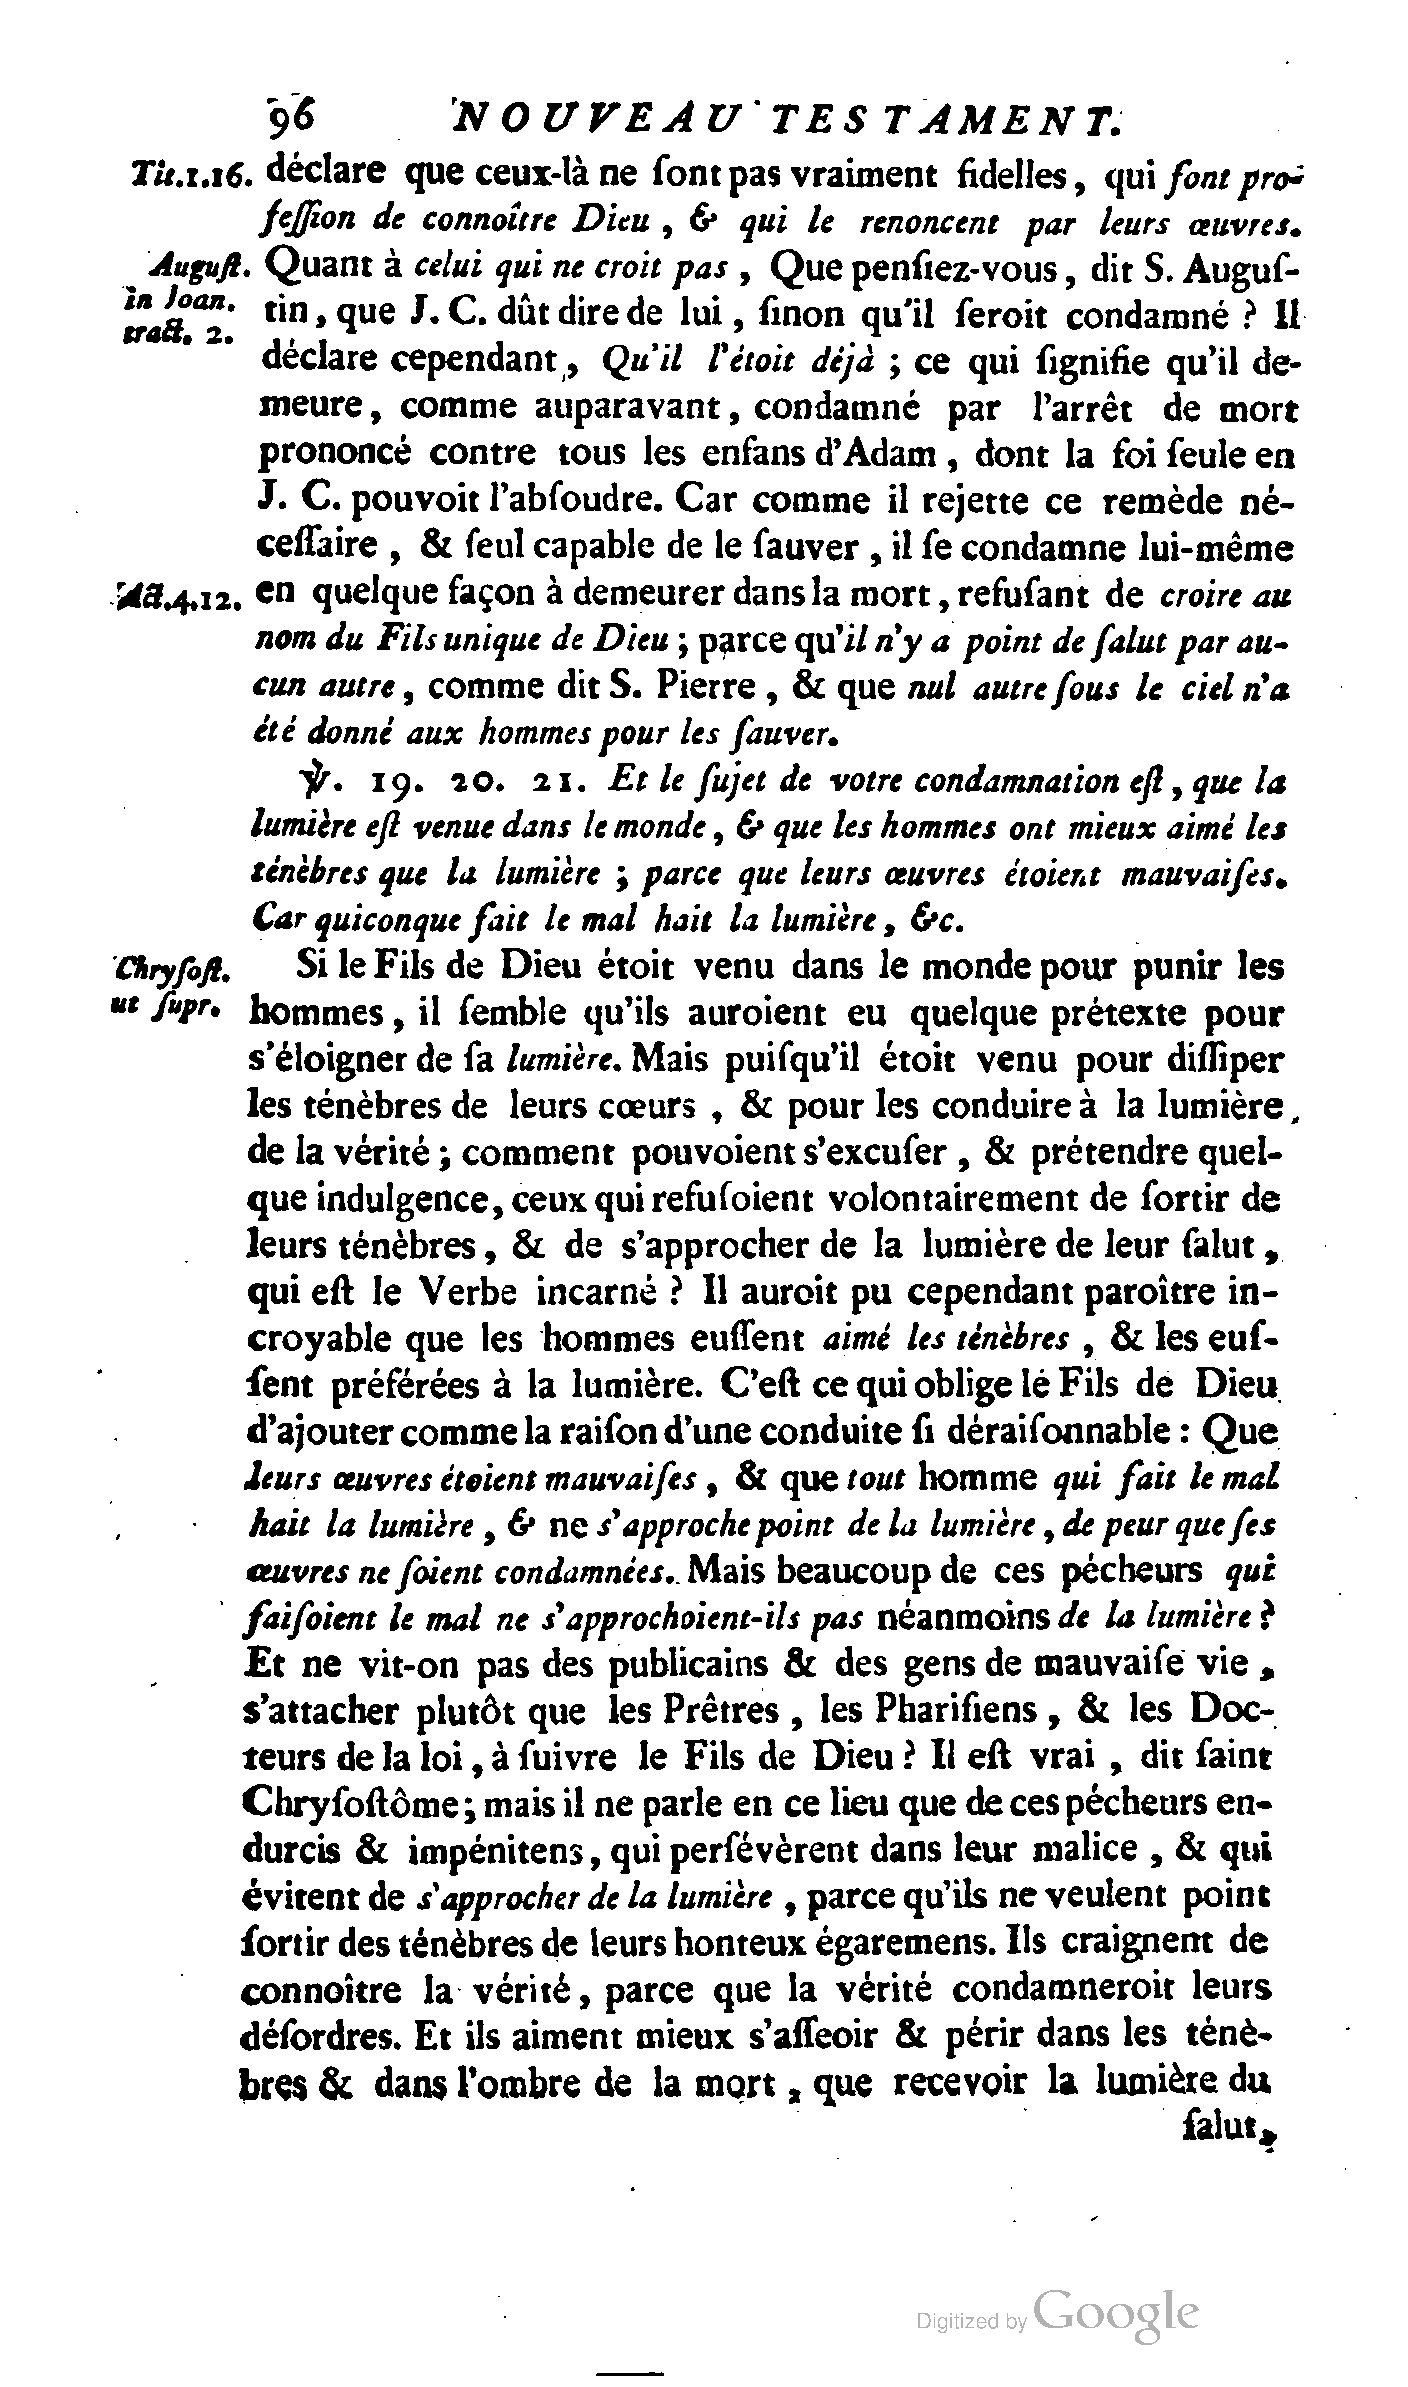 96 NOUVEAU TESTAMENT.
Tit.1.16. déclare que ceux-là ne ſont pas vraiment fidelles, qui ſont pro-
feſſion de connoître Dieu, & qui le renoncent par leurs œuvres.
Auguſt. Quant à celui qui ne croit pas, Que penſiez-vous, dit S. Auguſ-
in Joan. tin, que J. C. dût dire de lui, ſinon qu'il ſeroit condamné ? Il
tract. 2.
déclare cependant, Qu'il l'étoit déjà ; ce qui ſignifie qu'il de-
meure, comme auparavant, condamné par l'arrêt de mort
prononcé contre tous les enfans d'Adam, dont la foi ſeule en
J. C. pouvoit l'abſoudre. Car comme il rejette ce remède né-
ceſſaire, & ſeul capable de le ſauver, il ſe condamne lui-même
Act.4.12. en quelque façon à demeurer dans la mort, refuſant de croire au
nom du Fils unique de Dieu ; parce qu'il n'y a point de ſalut par au-
cun autre, comme dit S. Pierre, & que nul autre ſous le ciel n'a
été donné aux hommes pour les ſauver.
℣. 19. 20. 21. Et le ſujet de votre condamnation eſt, que la
lumière eſt venue dans le monde, & que les hommes ont mieux aimé les
ténèbres que la lumière ; parce que leurs œuvres étoient mauvaiſes.
Car quiconque fait le mal hait la lumière, &c.
Chryſoſt. Si le Fils de Dieu étoit venu dans le monde pour punir les
ut ſupr. hommes, il ſemble qu'ils auroient eu quelque prétexte pour
s'éloigner de ſa lumière. Mais puiſqu'il étoit venu pour diſſiper
les ténèbres de leurs cœurs, & pour les conduire à la lumière
de la vérité ; comment pouvoient s'excuſer, & prétendre quel-
que indulgence, ceux qui refuſoient volontairement de ſortir de
leurs ténèbres, & de s'approcher de la lumière de leur ſalut,
qui eſt le Verbe incarné ? Il auroit pu cependant paroître in-
croyable que les hommes euſſent aimé les ténèbres, & les euſ-
ſent préférées à la lumière. C'eſt ce qui oblige le Fils de Dieu
d'ajouter comme la raiſon d'une conduite ſi déraiſonnable : Que
leurs œuvres étoient mauvaiſes, & que tout homme qui fait le mal
hait la lumière, & ne s'approche point de la lumière, de peur que ſes
œuvres ne ſoient condamnées. Mais beaucoup de ces pécheurs qui
faiſoient le mal ne s'approchoient-ils pas néanmoins de la lumière ?
Et ne vit-on pas des publicains & des gens de mauvaiſe vie,
s'attacher plutôt que les Prêtres, les Phariſiens, & les Doc-
teurs de la loi, à ſuivre le Fils de Dieu ? Il eſt vrai, dit ſaint
Chryſoſtôme ; mais il ne parle en ce lieu que de ces pécheurs en-
durcis & impénitens, qui perſévèrent dans leur malice, & qui
évitent de s'approcher de la lumière, parce qu'ils ne veulent point
ſortir des ténèbres de leurs honteux égaremens. Ils craignent de
connoître la vérité, parce que la vérité condamneroit leurs
déſordres. Et ils aiment mieux s'aſſeoir & périr dans les ténè-
bres & dans l'ombre de la mort, que recevoir la lumière du
ſalut,
Digitized by Google